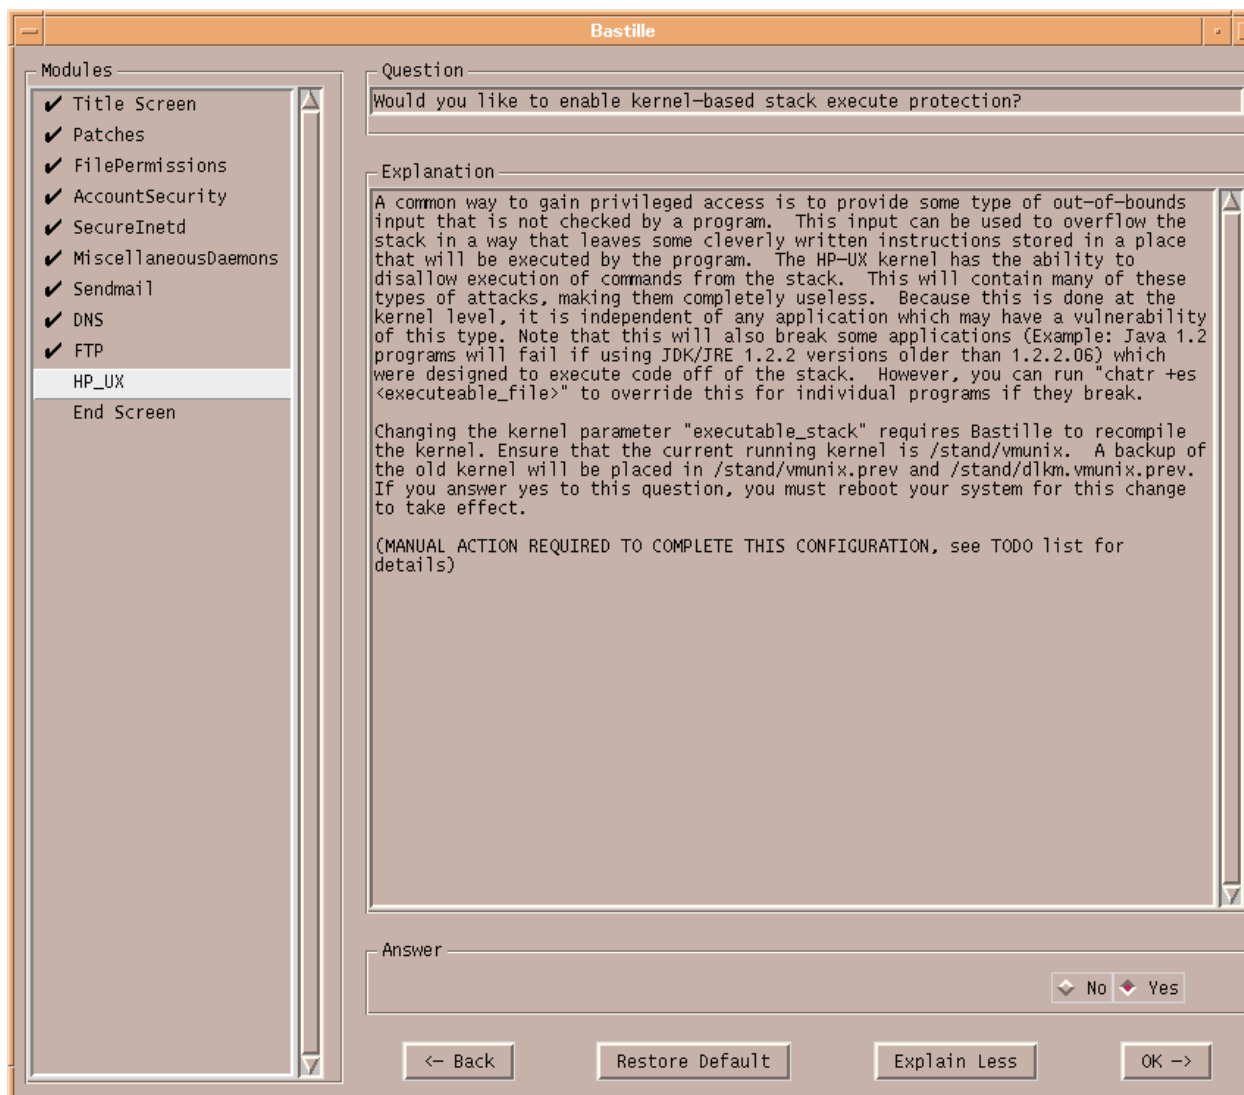 Bastille
Modules
✔ Title Screen
✔ Patches
✔ FilePermissions
✔ AccountSecurity
✔ SecureInetd
✔ MiscellaneousDaemons
✔ Sendmail
✔ DNS
✔ FTP
HP_UX
End Screen
Question
Would you like to enable kernel-based stack execute protection?
Explanation
A common way to gain privileged access is to provide some type of out-of-bounds
input that is not checked by a program.  This input can be used to overflow the
stack in a way that leaves some cleverly written instructions stored in a place
that will be executed by the program.  The HP-UX kernel has the ability to
disallow execution of commands from the stack.  This will contain many of these
types of attacks, making them completely useless.  Because this is done at the
kernel level, it is independent of any application which may have a vulnerability
of this type. Note that this will also break some applications (Example: Java 1.2
programs will fail if using JDK/JRE 1.2.2 versions older than 1.2.2.06) which
were designed to execute code off of the stack.  However, you can run "chatr +es
<executeable_file>" to override this for individual programs if they break.
Changing the kernel parameter "executable_stack" requires Bastille to recompile
the kernel. Ensure that the current running kernel is /stand/vmunix.  A backup of
the old kernel will be placed in /stand/vmunix.prev and /stand/dlkm.vmunix.prev.
If you answer yes to this question, you must reboot your system for this change
to take effect.
(MANUAL ACTION REQUIRED TO COMPLETE THIS CONFIGURATION, see TODO list for
details)
Answer
No Yes
<- Back
Restore Default
Explain Less
OK ->